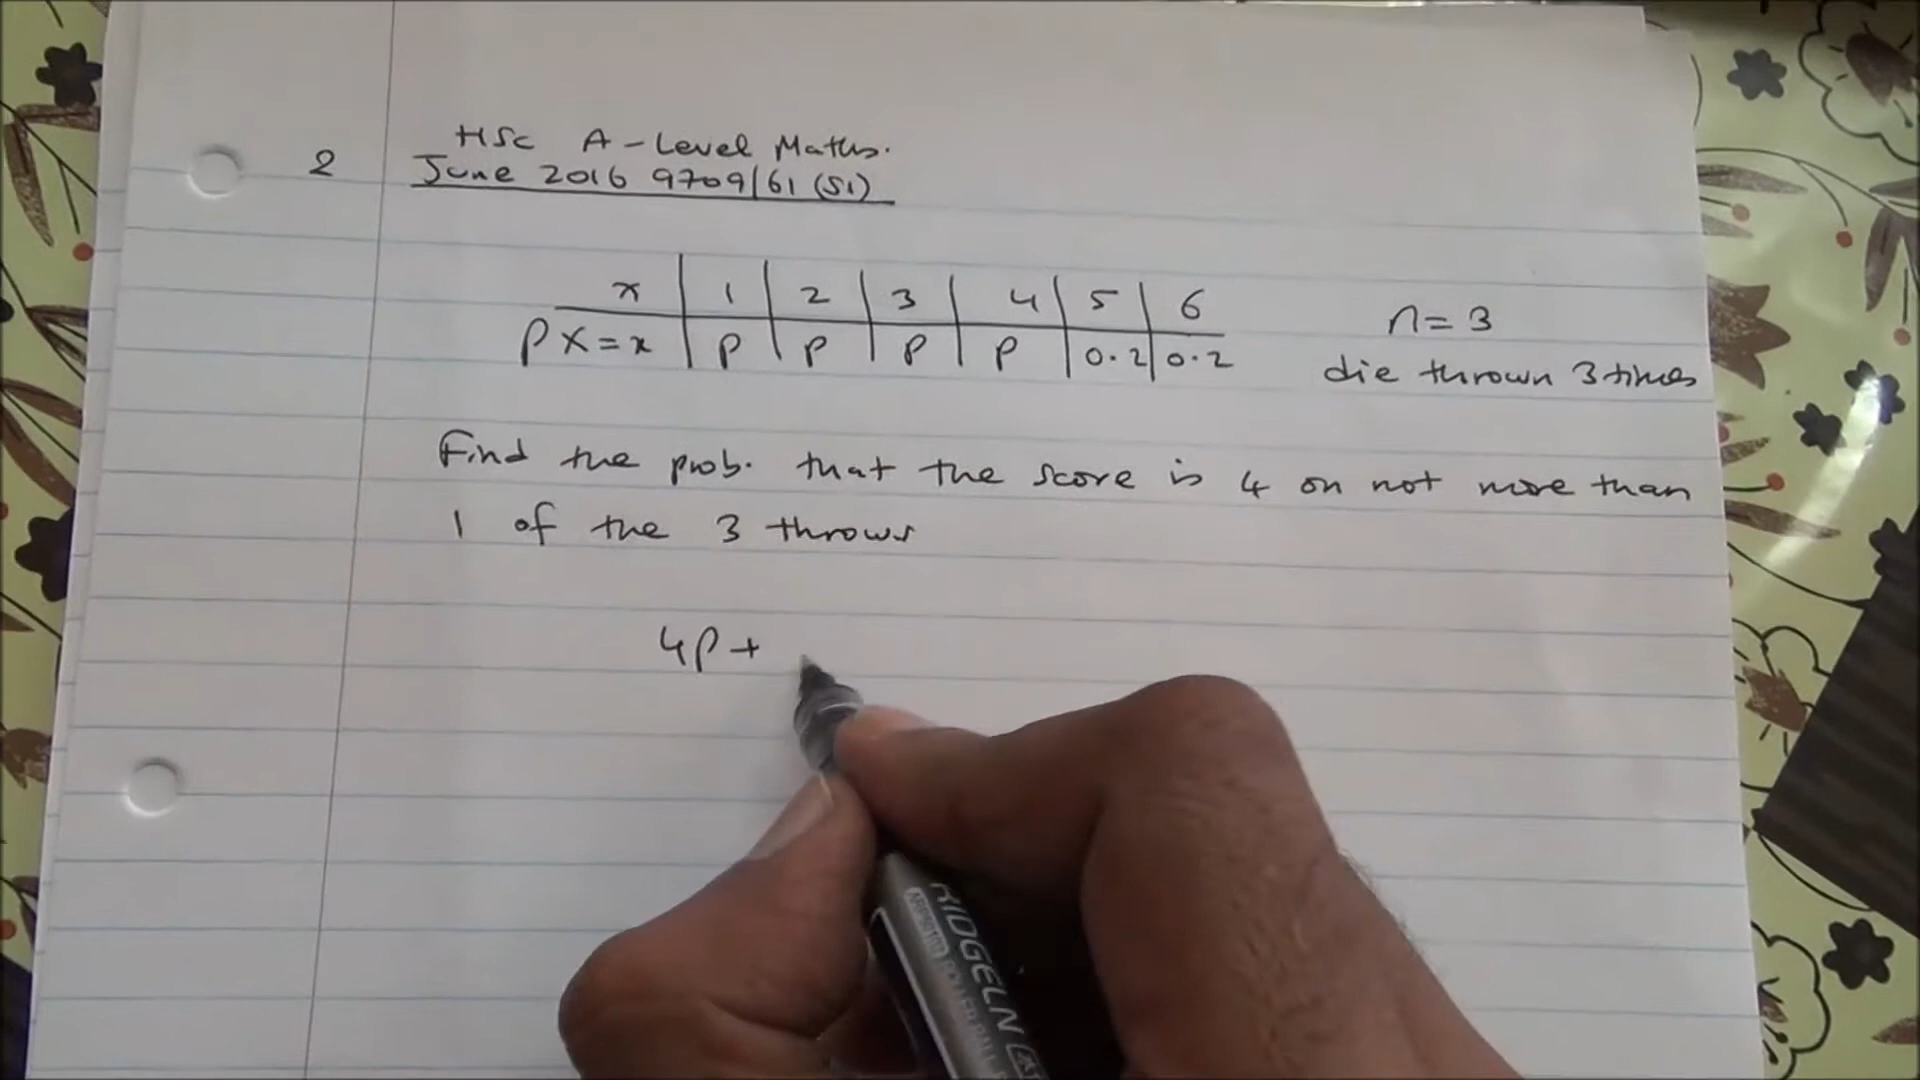 HSc A-Level Maths.
2 June 2016 9709/61 (S1)
x 1 2 3 4 5 6
P X=x P P P P 0.2 0.2
n=3
die thrown 3 times
Find the prob. that the score is 4 on not more than
1 of the 3 throws
4P +
RIDGELN
ROLLER BALL